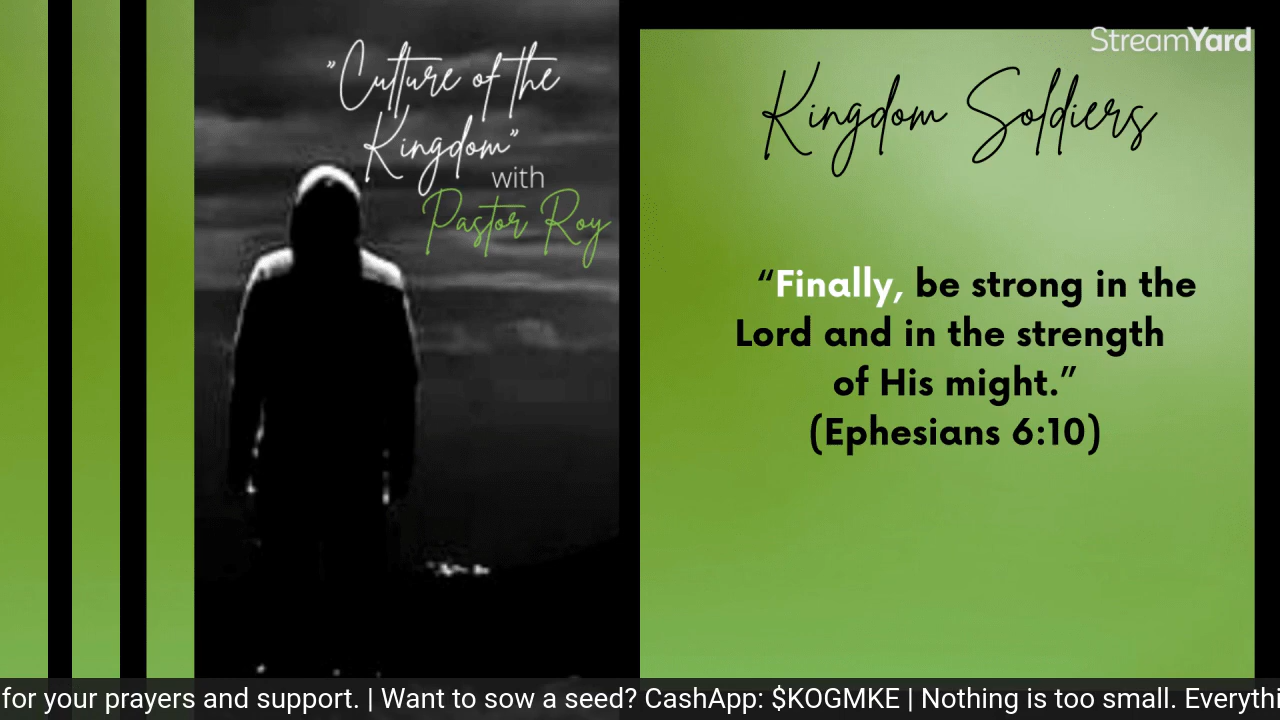 "Culture of the
Kingdom"
with
Pastor Roy
StreamYard
Kingdom Soldiers
“Finally, be strong in the
Lord and in the strength
of His might.”
(Ephesians 6:10)
for your prayers and support. | Want to sow a seed? CashApp: $KOGMKE | Nothing is too small. Everythi